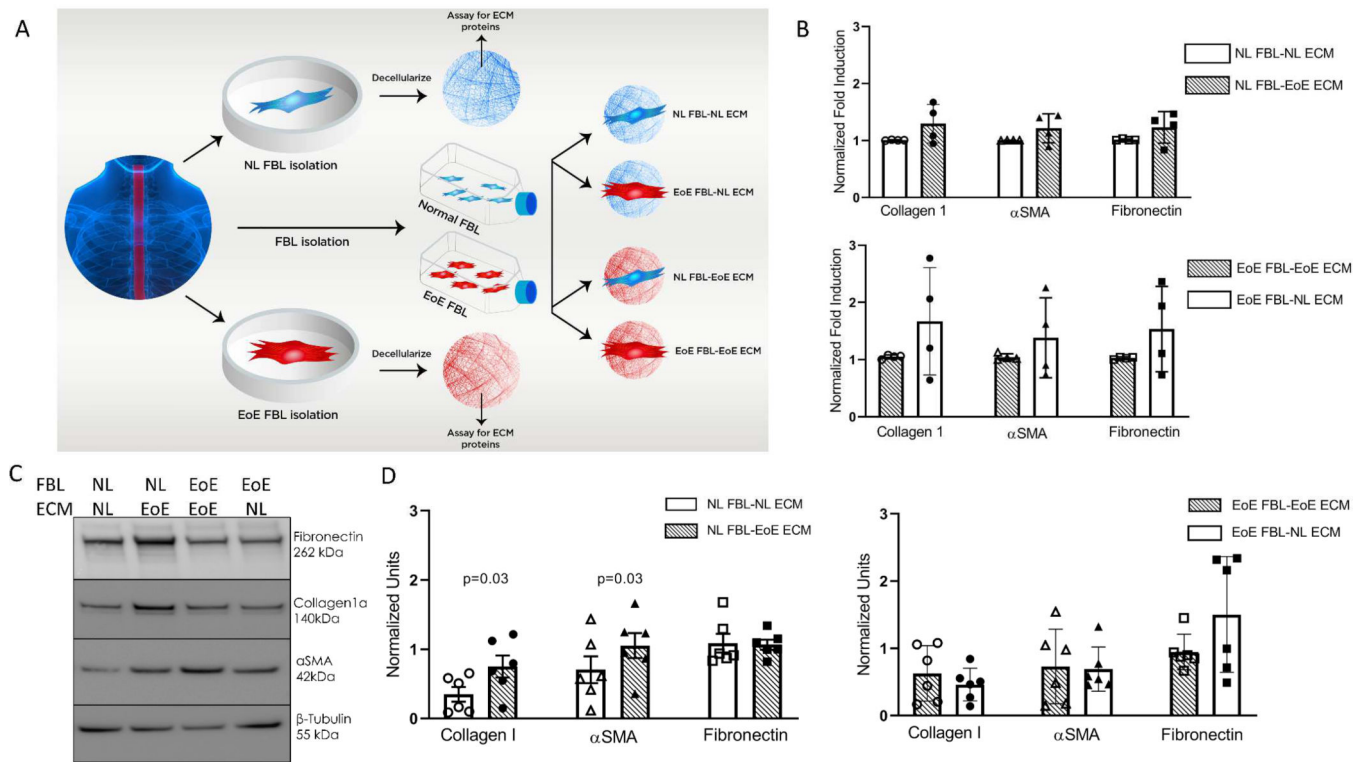 A
Assay for ECM
proteins
Decellularize
NL FBL isolation
NL FBL-NL ECM
Normal FBL
EoE FBL-NL ECM
FBL isolation
EoE FBL
NL FBL-EoE ECM
EoE FBL-EoE ECM
Decellularize
EoE FBL isolation
Assay for ECM
proteins
B
Normalized Fold Induction
3
2
1
0
Collagen 1
αSMA
Fibronectin
NL FBL-NL ECM
NL FBL-EoE ECM
Normalized Fold Induction
3
2
1
0
Collagen 1
αSMA
Fibronectin
EoE FBL-EoE ECM
EoE FBL-NL ECM
C
FBL NL NL EoE EoE
ECM NL EoE EoE NL
Fibronectin
262 kDa
Collagen1a
140kDa
αSMA
42kDa
β-Tubulin
55 kDa
D
Normalized Units
3
2
1
0
p=0.03
p=0.03
Collagen I
αSMA
Fibronectin
NL FBL-NL ECM
NL FBL-EoE ECM
Normalized Units
3
2
1
0
Collagen I
αSMA
Fibronectin
EoE FBL-EoE ECM
EoE FBL-NL ECM